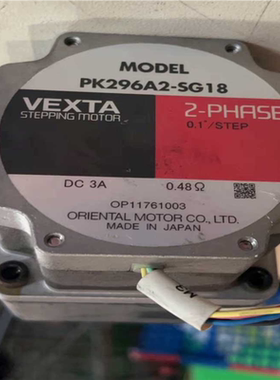 MODEL
PK296A2-SG18
VEXTA
STEPPING MOTOR
2-PHASE
0.1°/STEP
DC 3A
0.48Ω
OP11761003
ORIENTAL MOTOR CO., LTD.
MADE IN JAPAN